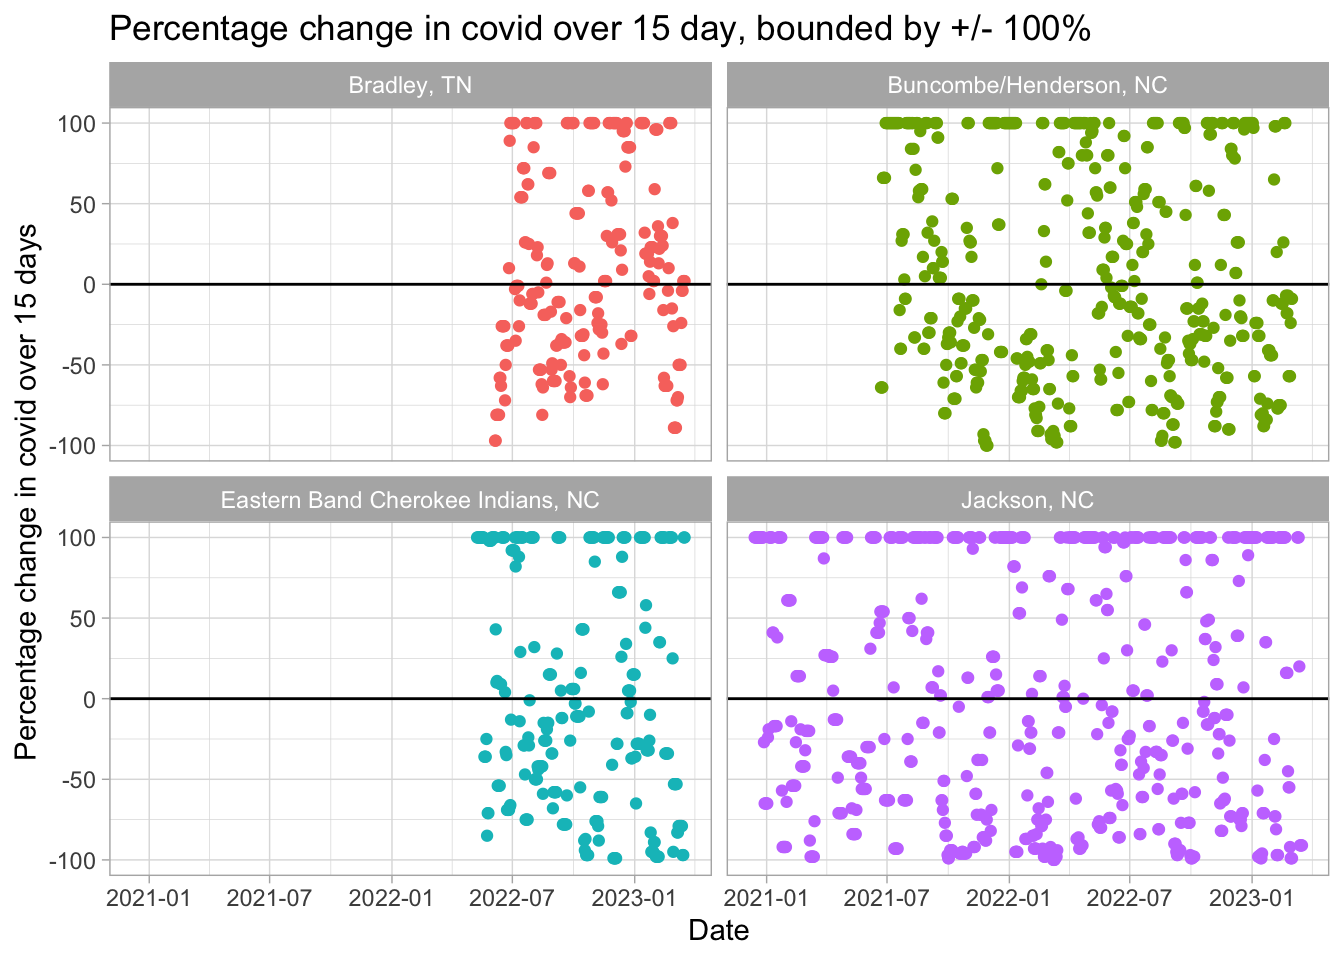 Percentage change in covid over 15 day, bounded by +/- 100%
Bradley, TN
Buncombe/Henderson, NC
100
50
0
-50
-100
Eastern Band Cherokee Indians, NC
Jackson, NC
100
50
0
-50
-100
Percentage change in covid over 15 days
2021-01 2021-07 2022-01 2022-07 2023-01
2021-01 2021-07 2022-01 2022-07 2023-01
Date